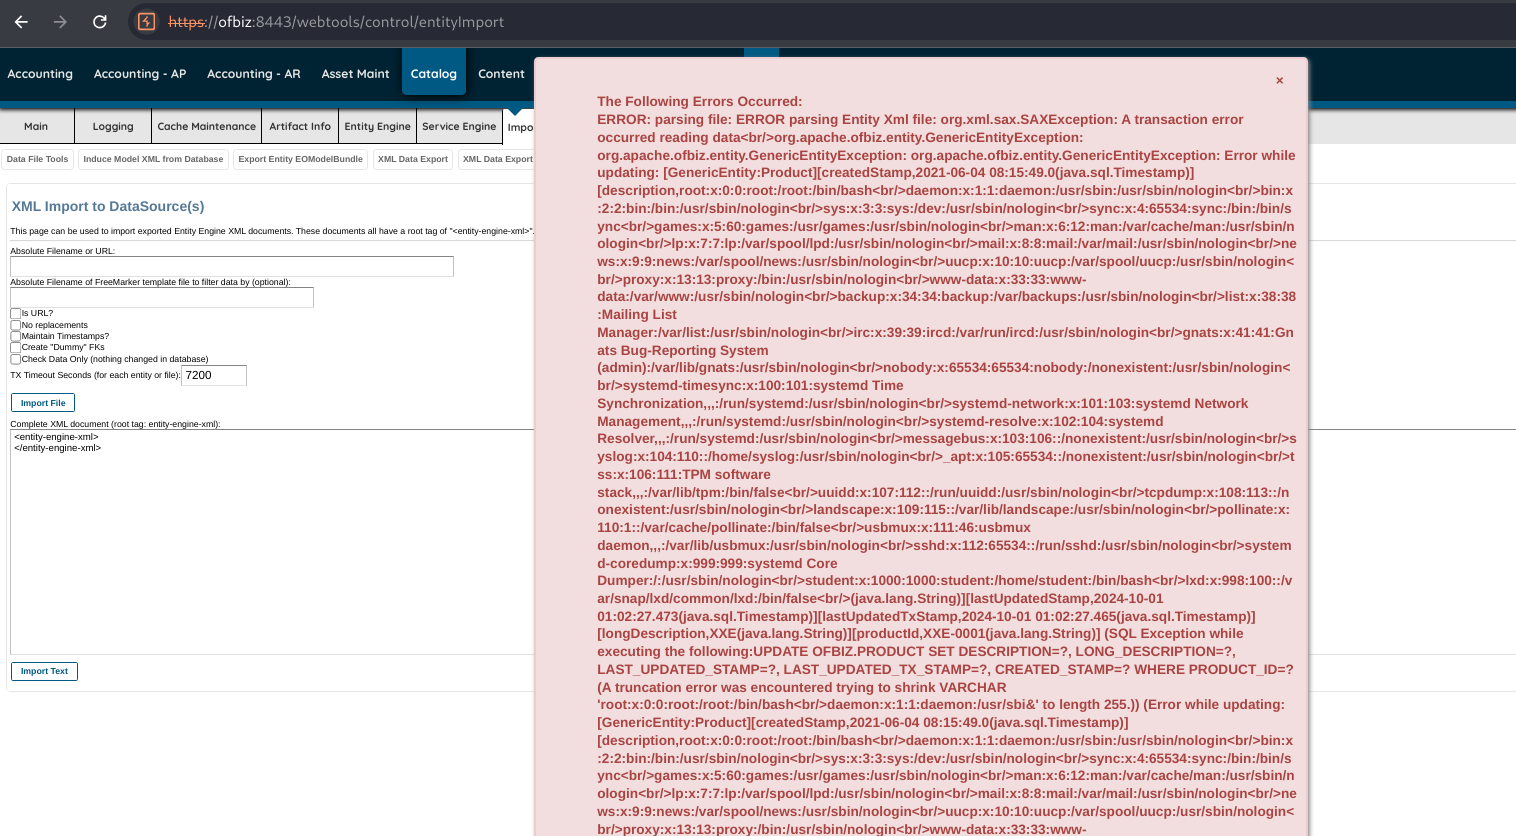 https://ofbiz:8443/webtools/control/entityImport
Accounting Accounting - AP Accounting - AR Asset Maint Catalog Content
Main Logging Cache Maintenance Artifact Info Entity Engine Service Engine Impo
Data File Tools Induce Model XML from Database Export Entity EOModelBundle XML Data Export XML Data Export
XML Import to DataSource(s)
This page can be used to import exported Entity Engine XML documents. These documents all have a root tag of "<entity-engine-xml>".
Absolute Filename or URL:
Absolute Filename of FreeMarker template file to filter data by (optional):
Is URL?
No replacements
Maintain Timestamps?
Create "Dummy" FKs
Check Data Only (nothing changed in database)
TX Timeout Seconds (for each entity or file): 7200
Import File
Complete XML document (root tag: entity-engine-xml):
<entity-engine-xml>
</entity-engine-xml>
Import Text
×
The Following Errors Occurred:
ERROR: parsing file: ERROR parsing Entity Xml file: org.xml.sax.SAXException: A transaction error
occurred reading data<br/>org.apache.ofbiz.entity.GenericEntityException:
org.apache.ofbiz.entity.GenericEntityException: org.apache.ofbiz.entity.GenericEntityException: Error while
updating: [GenericEntity:Product][createdStamp,2021-06-04 08:15:49.0(java.sql.Timestamp)]
[description,root:x:0:0:root:/root:/bin/bash<br/>daemon:x:1:1:daemon:/usr/sbin:/usr/sbin/nologin<br/>bin:x
:2:2:bin:/bin:/usr/sbin/nologin<br/>sys:x:3:3:sys:/dev:/usr/sbin/nologin<br/>sync:x:4:65534:sync:/bin:/bin/s
ync<br/>games:x:5:60:games:/usr/games:/usr/sbin/nologin<br/>man:x:6:12:man:/var/cache/man:/usr/sbin/n
ologin<br/>lp:x:7:7:lp:/var/spool/lpd:/usr/sbin/nologin<br/>mail:x:8:8:mail:/var/mail:/usr/sbin/nologin<br/>ne
ws:x:9:9:news:/var/spool/news:/usr/sbin/nologin<br/>uucp:x:10:10:uucp:/var/spool/uucp:/usr/sbin/nologin<
br/>proxy:x:13:13:proxy:/bin:/usr/sbin/nologin<br/>www-data:x:33:33:www-
data:/var/www:/usr/sbin/nologin<br/>backup:x:34:34:backup:/var/backups:/usr/sbin/nologin<br/>list:x:38:38
:Mailing List
Manager:/var/list:/usr/sbin/nologin<br/>irc:x:39:39:ircd:/var/run/ircd:/usr/sbin/nologin<br/>gnats:x:41:41:Gn
ats Bug-Reporting System
(admin):/var/lib/gnats:/usr/sbin/nologin<br/>nobody:x:65534:65534:nobody:/nonexistent:/usr/sbin/nologin<
br/>systemd-timesync:x:100:101:systemd Time
Synchronization,,,:/run/systemd:/usr/sbin/nologin<br/>systemd-network:x:101:103:systemd Network
Management,,,:/run/systemd:/usr/sbin/nologin<br/>systemd-resolve:x:102:104:systemd
Resolver,,,:/run/systemd:/usr/sbin/nologin<br/>messagebus:x:103:106::/nonexistent:/usr/sbin/nologin<br/>s
yslog:x:104:110::/home/syslog:/usr/sbin/nologin<br/>_apt:x:105:65534::/nonexistent:/usr/sbin/nologin<br/>t
ss:x:106:111:TPM software
stack,,,:/var/lib/tpm:/bin/false<br/>uuidd:x:107:112::/run/uuidd:/usr/sbin/nologin<br/>tcpdump:x:108:113::/n
onexistent:/usr/sbin/nologin<br/>landscape:x:109:115::/var/lib/landscape:/usr/sbin/nologin<br/>pollinate:x:
110:1::/var/cache/pollinate:/bin/false<br/>usbmux:x:111:46:usbmux
daemon,,,:/var/lib/usbmux:/usr/sbin/nologin<br/>sshd:x:112:65534::/run/sshd:/usr/sbin/nologin<br/>system
d-coredump:x:999:999:systemd Core
Dumper:/:/usr/sbin/nologin<br/>student:x:1000:1000:student:/home/student:/bin/bash<br/>lxd:x:998:100::/v
ar/snap/lxd/common/lxd:/bin/false<br/>(java.lang.String)][lastUpdatedStamp,2024-10-01
01:02:27.473(java.sql.Timestamp)][lastUpdatedTxStamp,2024-10-01 01:02:27.465(java.sql.Timestamp)]
[longDescription,XXE(java.lang.String)][productId,XXE-0001(java.lang.String)] (SQL Exception while
executing the following:UPDATE OFBIZ.PRODUCT SET DESCRIPTION=?, LONG_DESCRIPTION=?,
LAST_UPDATED_STAMP=?, LAST_UPDATED_TX_STAMP=?, CREATED_STAMP=? WHERE PRODUCT_ID=?
(A truncation error was encountered trying to shrink VARCHAR
'root:x:0:0:root:/root:/bin/bash<br/>daemon:x:1:1:daemon:/usr/sbi&' to length 255.)) (Error while updating:
[GenericEntity:Product][createdStamp,2021-06-04 08:15:49.0(java.sql.Timestamp)]
[description,root:x:0:0:root:/root:/bin/bash<br/>daemon:x:1:1:daemon:/usr/sbin:/usr/sbin/nologin<br/>bin:x
:2:2:bin:/bin:/usr/sbin/nologin<br/>sys:x:3:3:sys:/dev:/usr/sbin/nologin<br/>sync:x:4:65534:sync:/bin:/bin/s
ync<br/>games:x:5:60:games:/usr/games:/usr/sbin/nologin<br/>man:x:6:12:man:/var/cache/man:/usr/sbin/n
ologin<br/>lp:x:7:7:lp:/var/spool/lpd:/usr/sbin/nologin<br/>mail:x:8:8:mail:/var/mail:/usr/sbin/nologin<br/>ne
ws:x:9:9:news:/var/spool/news:/usr/sbin/nologin<br/>uucp:x:10:10:uucp:/var/spool/uucp:/usr/sbin/nologin<
br/>proxy:x:13:13:proxy:/bin:/usr/sbin/nologin<br/>www-data:x:33:33:www-